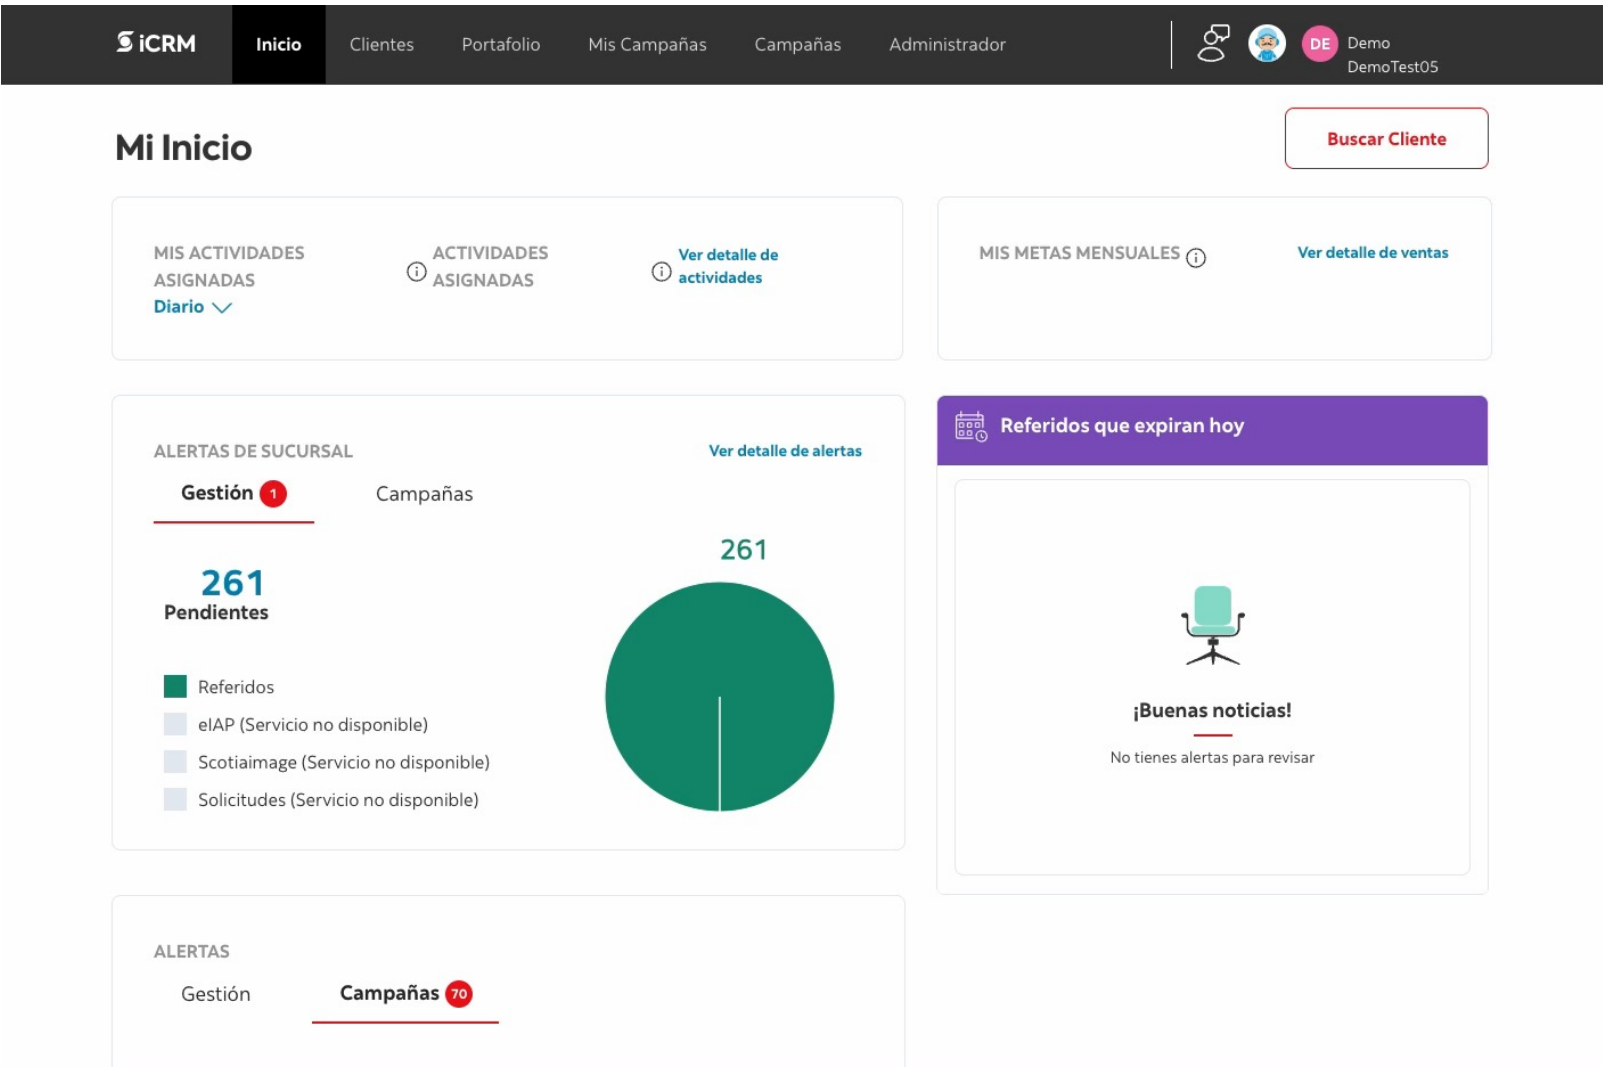 iCRM
Inicio
Clientes
Portafolio
Mis Campañas
Campañas
Administrador
DE
Demo
DemoTest05
Mi Inicio
Buscar Cliente
MIS ACTIVIDADES
ASIGNADAS
Diario
ACTIVIDADES
ASIGNADAS
Ver detalle de
actividades
MIS METAS MENSUALES
Ver detalle de ventas
ALERTAS DE SUCURSAL
Ver detalle de alertas
Gestión 1
Campañas
261
Pendientes
261
Referidos
eIAP (Servicio no disponible)
Scotiaimage (Servicio no disponible)
Solicitudes (Servicio no disponible)
Referidos que expiran hoy
¡Buenas noticias!
No tienes alertas para revisar
ALERTAS
Gestión
Campañas 70